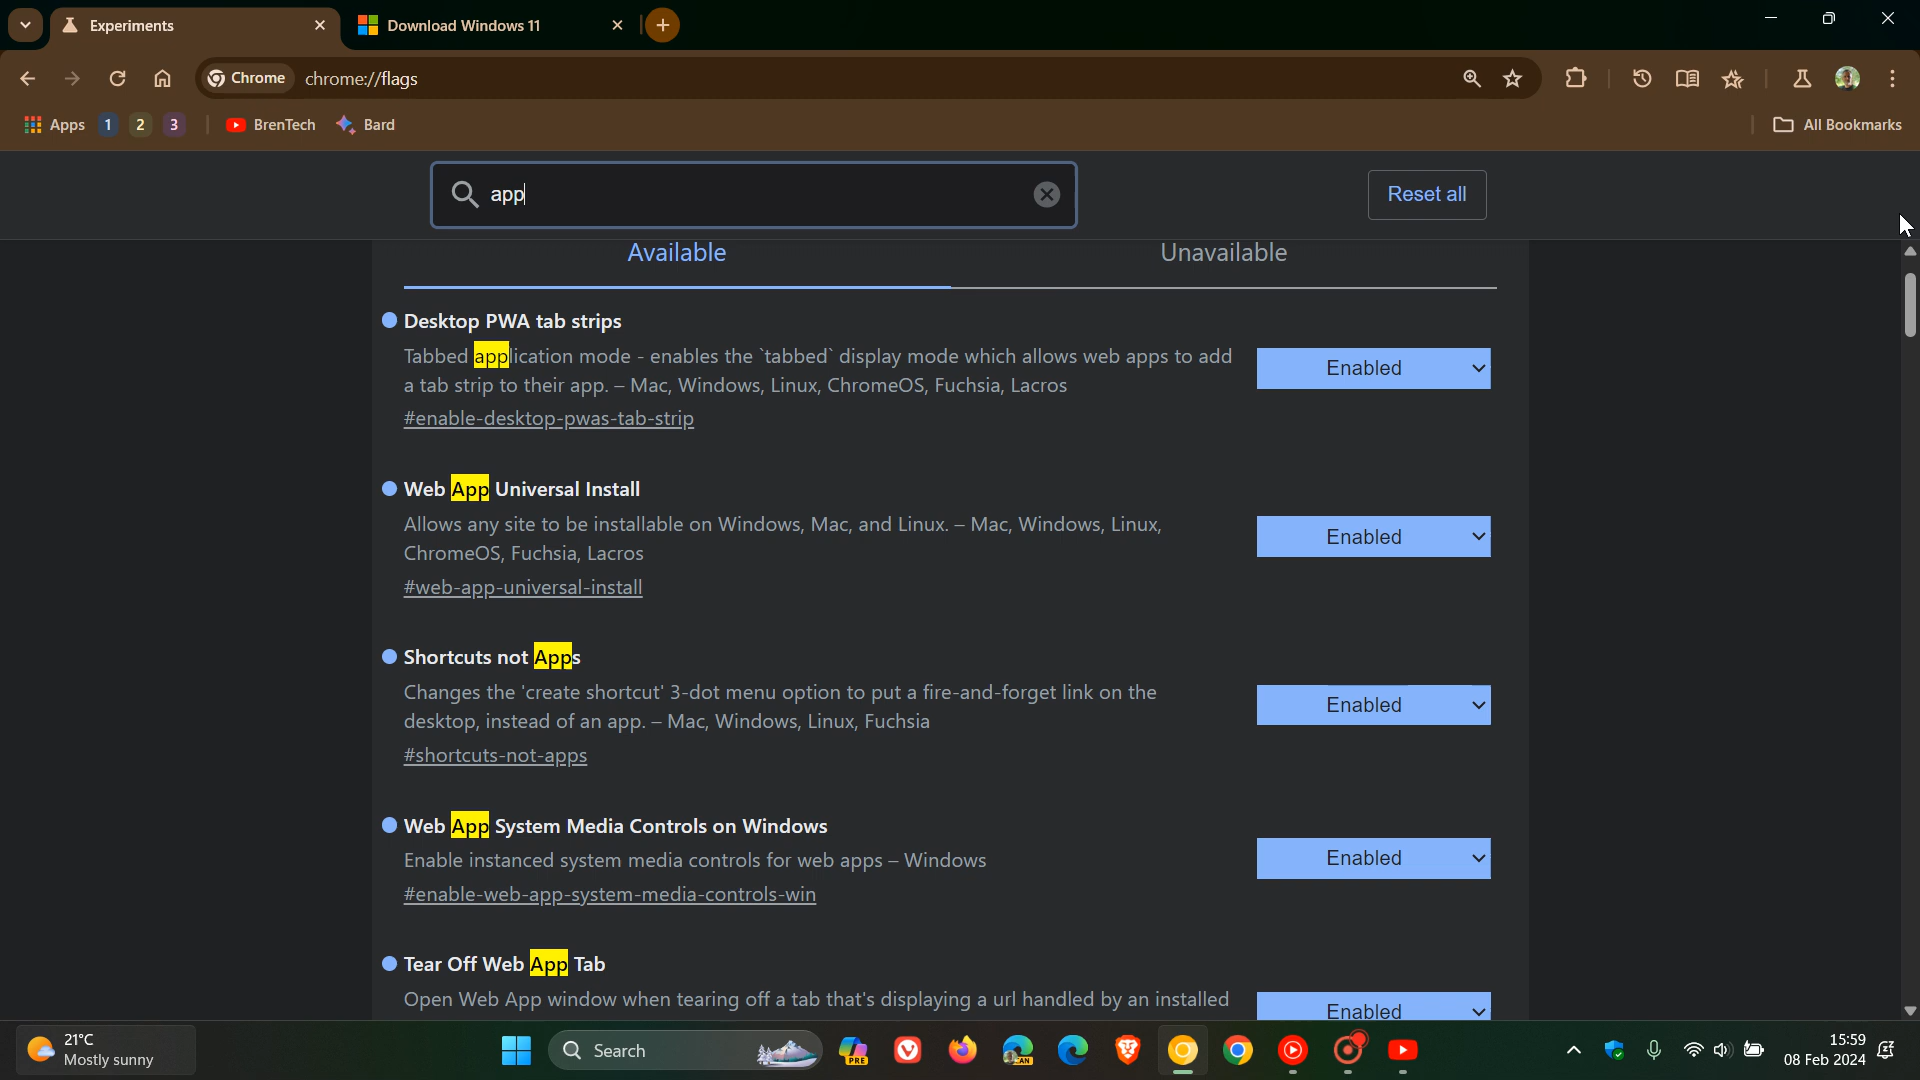 Experiments
Download Windows 11
Chrome
chrome://flags
Apps
1
2
3
BrenTech
Bard
All Bookmarks
app
Reset all
Available
Unavailable
Desktop PWA tab strips
Tabbed application mode - enables the `tabbed` display mode which allows web apps to add
a tab strip to their app. – Mac, Windows, Linux, ChromeOS, Fuchsia, Lacros
#enable-desktop-pwas-tab-strip
Enabled
Web App Universal Install
Allows any site to be installable on Windows, Mac, and Linux. – Mac, Windows, Linux,
ChromeOS, Fuchsia, Lacros
#web-app-universal-install
Enabled
Shortcuts not Apps
Changes the 'create shortcut' 3-dot menu option to put a fire-and-forget link on the
desktop, instead of an app. – Mac, Windows, Linux, Fuchsia
#shortcuts-not-apps
Enabled
Web App System Media Controls on Windows
Enable instanced system media controls for web apps – Windows
#enable-web-app-system-media-controls-win
Enabled
Tear Off Web App Tab
Open Web App window when tearing off a tab that's displaying a url handled by an installed
Enabled
21°C
Mostly sunny
Search
PRE
CAN
15:59
08 Feb 2024